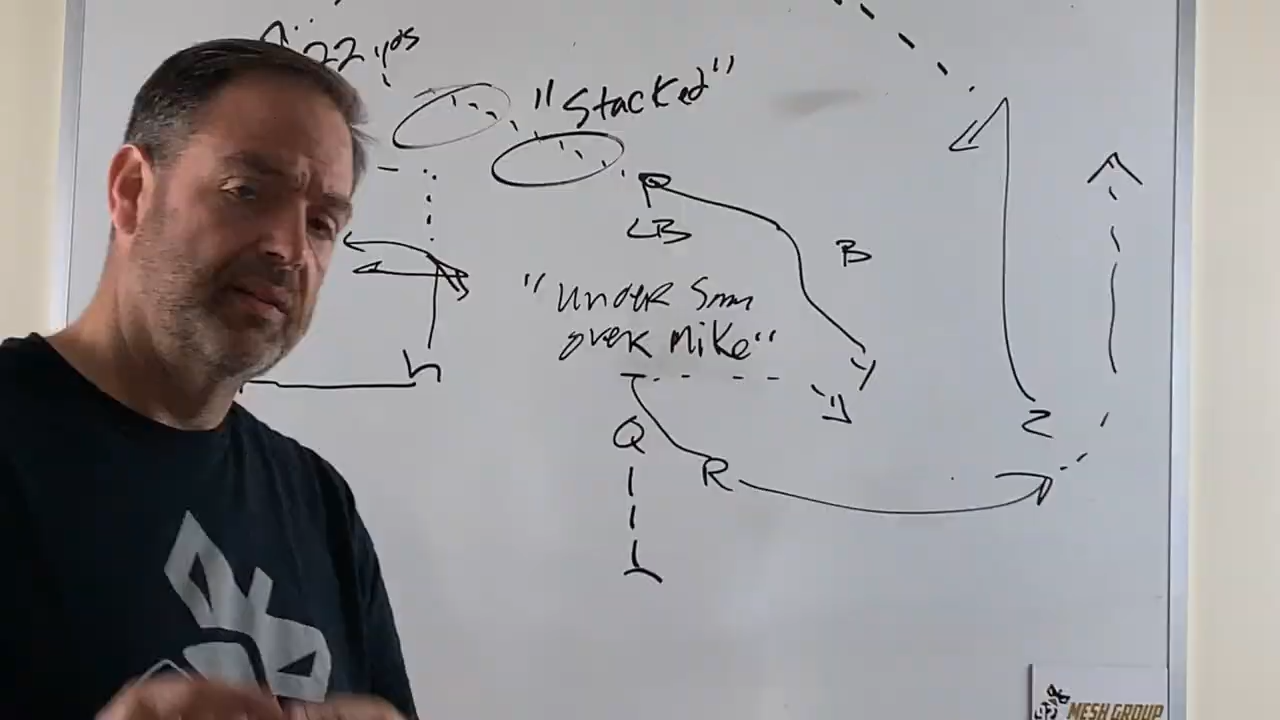 22 yds
"Stacked"
LB
B
"Under Sam
over Mike"
h
Y
"Y"
Z
Q
R
MESH GROUP